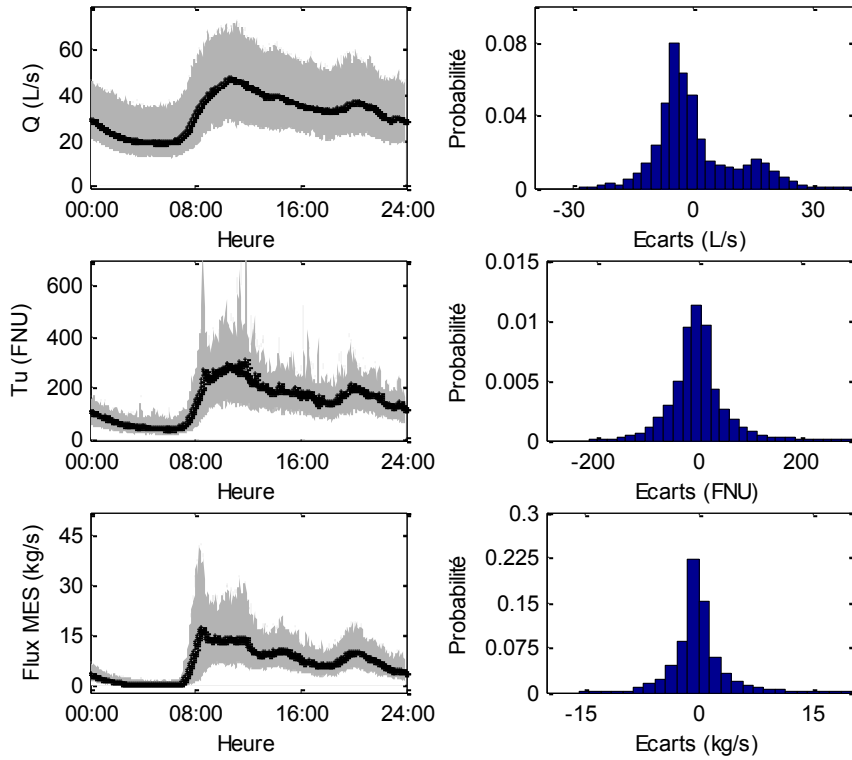 Q (L/s)
60
40
20
0
00:00 08:00 16:00 24:00
Heure
Probabilité
0.08
0.04
0
-30 0 30
Ecarts (L/s)
Tu (FNU)
600
400
200
0
00:00 08:00 16:00 24:00
Heure
Probabilité
0.015
0.01
0.005
0
-200 0 200
Ecarts (FNU)
Flux MES (kg/s)
45
30
15
0
00:00 08:00 16:00 24:00
Heure
Probabilité
0.3
0.225
0.15
0.075
0
-15 0 15
Ecarts (kg/s)